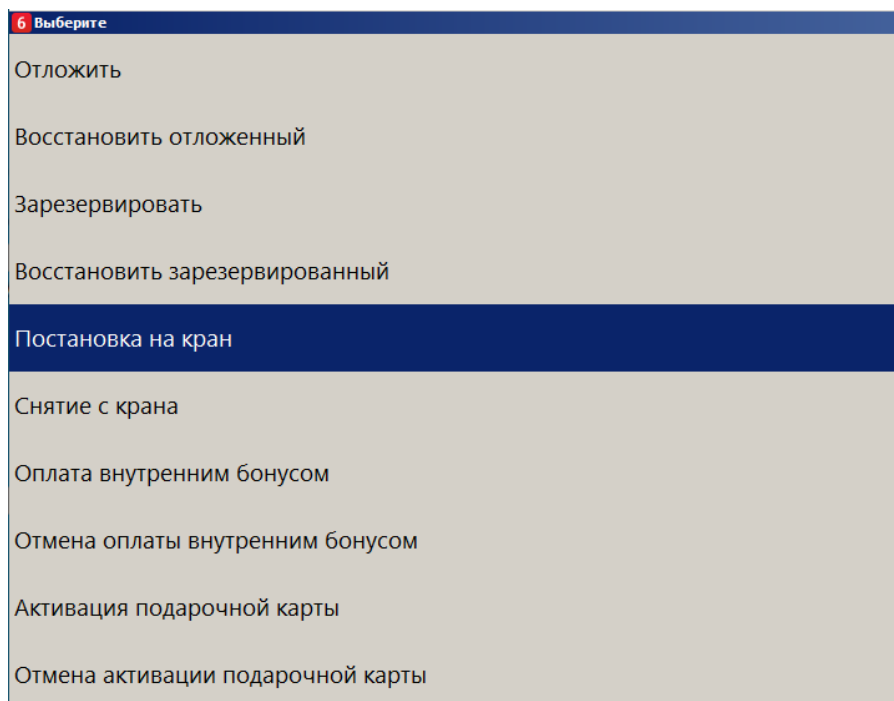 6 Выберите
Отложить
Восстановить отложенный
Зарезервировать
Восстановить зарезервированный
Постановка на кран
Снятие с крана
Оплата внутренним бонусом
Отмена оплаты внутренним бонусом
Активация подарочной карты
Отмена активации подарочной карты